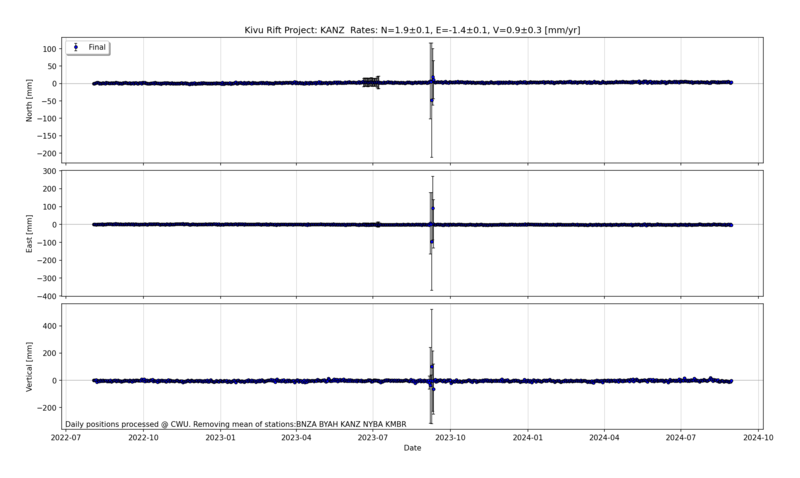 Kivu Rift Project: KANZ  Rates: N=1.9±0.1, E=-1.4±0.1, V=0.9±0.3 [mm/yr]
Final
100
50
0
−50
−100
−150
−200
North [mm]
300
200
100
0
−100
−200
−300
−400
East [mm]
400
200
0
−200
Vertical [mm]
Daily positions processed @ CWU. Removing mean of stations:BNZA BYAH KANZ NYBA KMBR
2022-07 2022-10 2023-01 2023-04 2023-07 2023-10 2024-01 2024-04 2024-07 2024-10
Date